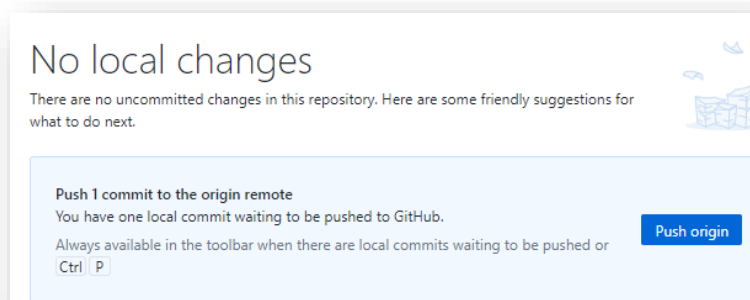 No local changes
There are no uncommitted changes in this repository. Here are some friendly suggestions for
what to do next.
Push 1 commit to the origin remote
You have one local commit waiting to be pushed to GitHub.
Push origin
Always available in the toolbar when there are local commits waiting to be pushed or
Ctrl P